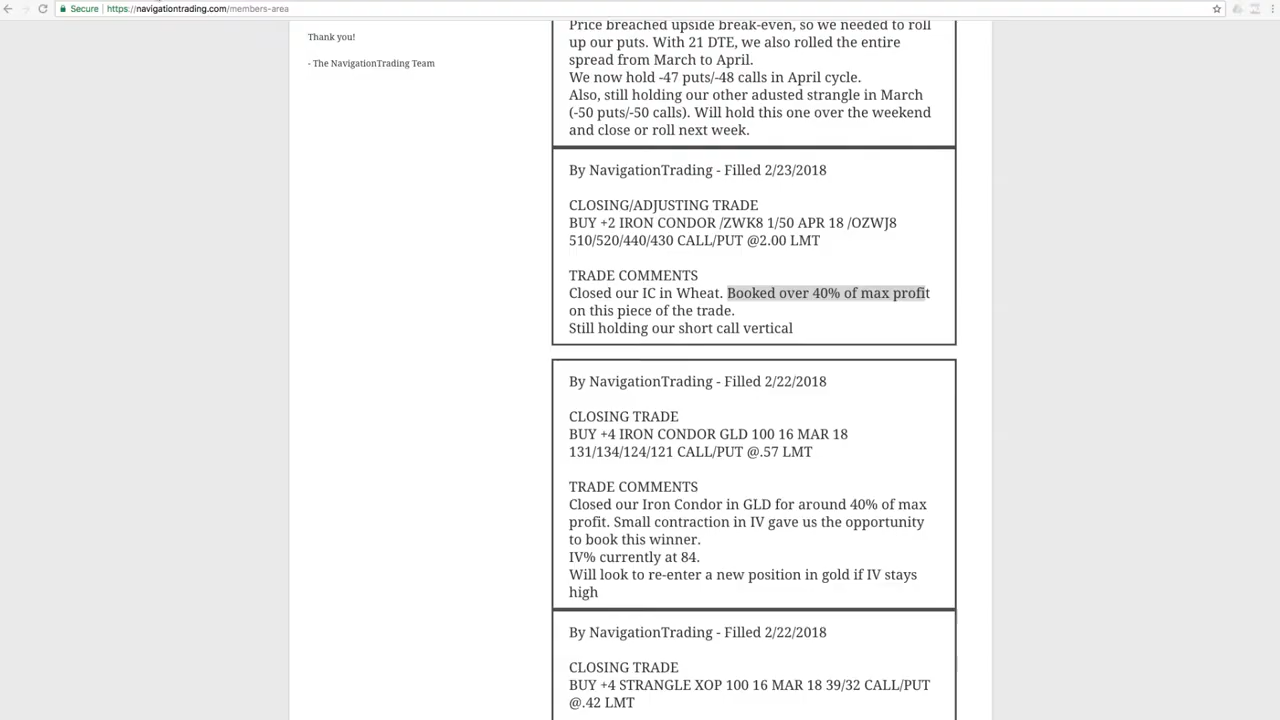 Secure
https://navigationtrading.com/members-area
Thank you!
- The NavigationTrading Team
Price breached upside break-even, so we needed to roll
up our puts. With 21 DTE, we also rolled the entire
spread from March to April.
We now hold -47 puts/-48 calls in April cycle.
Also, still holding our other adusted strangle in March
(-50 puts/-50 calls). Will hold this one over the weekend
and close or roll next week.
By NavigationTrading - Filled 2/23/2018
CLOSING/ADJUSTING TRADE
BUY +2 IRON CONDOR /ZWK8 1/50 APR 18 /OZWJ8
510/520/440/430 CALL/PUT @2.00 LMT
TRADE COMMENTS
Closed our IC in Wheat. Booked over 40% of max profit
on this piece of the trade.
Still holding our short call vertical
By NavigationTrading - Filled 2/22/2018
CLOSING TRADE
BUY +4 IRON CONDOR GLD 100 16 MAR 18
131/134/124/121 CALL/PUT @.57 LMT
TRADE COMMENTS
Closed our Iron Condor in GLD for around 40% of max
profit. Small contraction in IV gave us the opportunity
to book this winner.
IV% currently at 84.
Will look to re-enter a new position in gold if IV stays
high
By NavigationTrading - Filled 2/22/2018
CLOSING TRADE
BUY +4 STRANGLE XOP 100 16 MAR 18 39/32 CALL/PUT
@.42 LMT